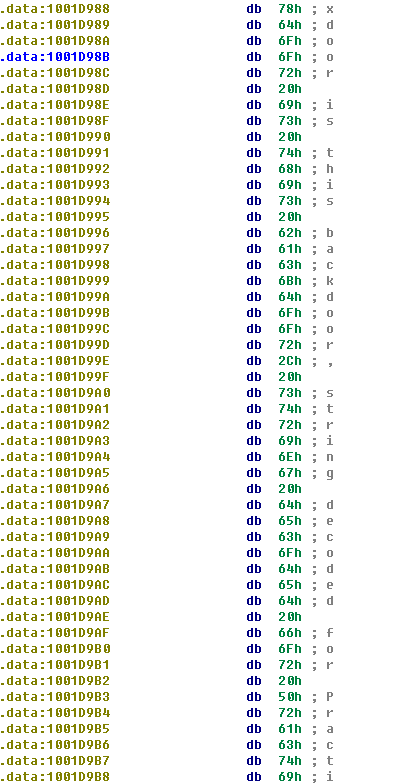 .data:1001D988 db 78h ; x
.data:1001D989 db 64h ; d
.data:1001D98A db 6Fh ; o
.data:1001D98B db 6Fh ; o
.data:1001D98C db 72h ; r
.data:1001D98D db 20h
.data:1001D98E db 69h ; i
.data:1001D98F db 73h ; s
.data:1001D990 db 20h
.data:1001D991 db 74h ; t
.data:1001D992 db 68h ; h
.data:1001D993 db 69h ; i
.data:1001D994 db 73h ; s
.data:1001D995 db 20h
.data:1001D996 db 62h ; b
.data:1001D997 db 61h ; a
.data:1001D998 db 63h ; c
.data:1001D999 db 6Bh ; k
.data:1001D99A db 64h ; d
.data:1001D99B db 6Fh ; o
.data:1001D99C db 6Fh ; o
.data:1001D99D db 72h ; r
.data:1001D99E db 2Ch ; ,
.data:1001D99F db 20h
.data:1001D9A0 db 73h ; s
.data:1001D9A1 db 74h ; t
.data:1001D9A2 db 72h ; r
.data:1001D9A3 db 69h ; i
.data:1001D9A4 db 6Eh ; n
.data:1001D9A5 db 67h ; g
.data:1001D9A6 db 20h
.data:1001D9A7 db 64h ; d
.data:1001D9A8 db 65h ; e
.data:1001D9A9 db 63h ; c
.data:1001D9AA db 6Fh ; o
.data:1001D9AB db 64h ; d
.data:1001D9AC db 65h ; e
.data:1001D9AD db 64h ; d
.data:1001D9AE db 20h
.data:1001D9AF db 66h ; f
.data:1001D9B0 db 6Fh ; o
.data:1001D9B1 db 72h ; r
.data:1001D9B2 db 20h
.data:1001D9B3 db 50h ; P
.data:1001D9B4 db 72h ; r
.data:1001D9B5 db 61h ; a
.data:1001D9B6 db 63h ; c
.data:1001D9B7 db 74h ; t
.data:1001D9B8 db 69h ; i